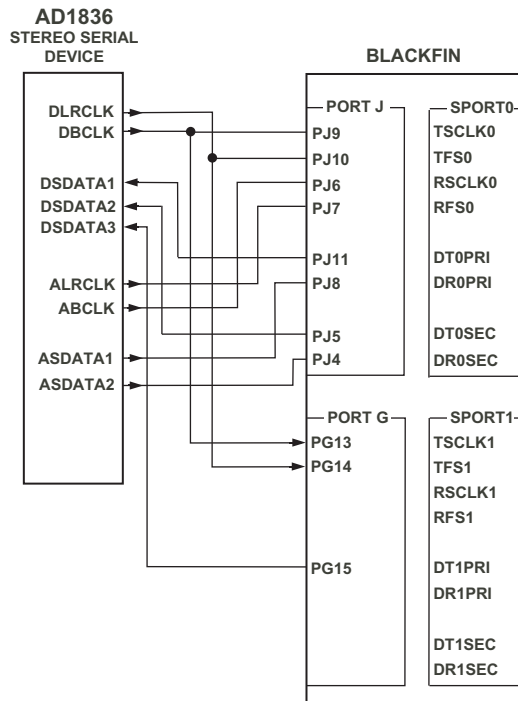 AD1836
STEREO SERIAL
DEVICE
DLRCLK
DBCLK
DSDATA1
DSDATA2
DSDATA3
ALRCLK
ABCLK
ASDATA1
ASDATA2
BLACKFIN
PORT J
PJ9
PJ10
PJ6
PJ7
PJ11
PJ8
PJ5
PJ4
SPORT0
TSCLK0
TFS0
RSCLK0
RFS0
DT0PRI
DR0PRI
DT0SEC
DR0SEC
PORT G
PG13
PG14
PG15
SPORT1
TSCLK1
TFS1
RSCLK1
RFS1
DT1PRI
DR1PRI
DT1SEC
DR1SEC